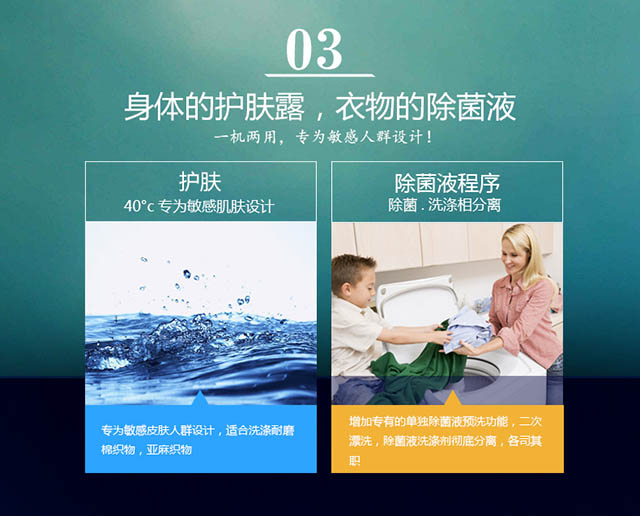 03
身体的护肤露，衣物的除菌液
一机两用，专为敏感人群设计！
护肤
40°c 专为敏感肌肤设计
专为敏感皮肤人群设计，适合洗涤耐磨
棉织物，亚麻织物
除菌液程序
除菌 . 洗涤相分离
增加专有的单独除菌液预洗功能，二次
漂洗，除菌液洗涤剂彻底分离，各司其
职